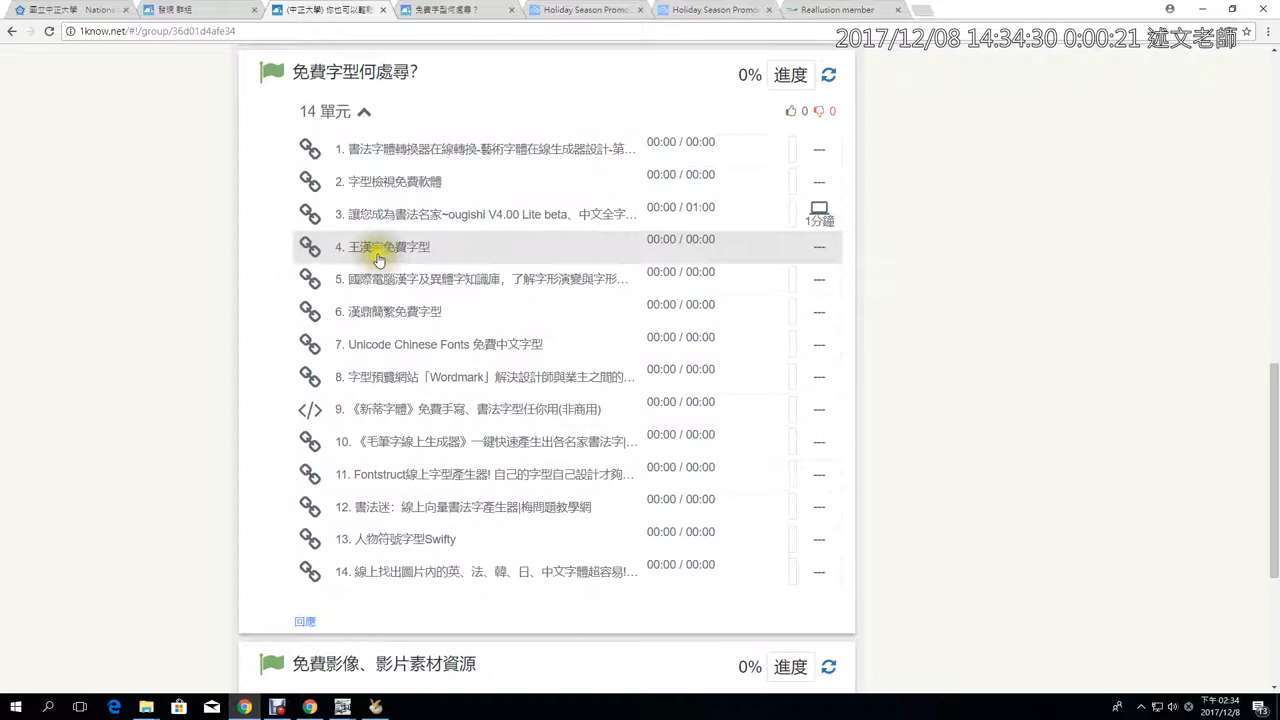 國立中正大學 Nation
發現 群組
(中正大學) 你也可以輕鬆
免費字型何處尋？
Holiday Season Promo
Holiday Season Promo
Reallusion member
1know.net/#!/group/36d01d4afe34
2017/12/08 14:34:30 0:00:21 述文老師
免費字型何處尋?
0% 進度
14 單元
0 0
1. 書法字體轉換器在線轉換-藝術字體在線生成器設計-第... 00:00 / 00:00 ---
2. 字型檢視免費軟體 00:00 / 00:00 ---
3. 讓您成為書法名家~ougishi V4.00 Lite beta、中文全字... 00:00 / 01:00 1分鐘
4. 王漢宗免費字型 00:00 / 00:00 ---
5. 國際電腦漢字及異體字知識庫，了解字形演變與字形... 00:00 / 00:00 ---
6. 漢鼎簡繁免費字型 00:00 / 00:00 ---
7. Unicode Chinese Fonts 免費中文字型 00:00 / 00:00 ---
8. 字型預覽網站「Wordmark」解決設計師與業主之間的... 00:00 / 00:00 ---
9. 《新蒂字體》免費手寫、書法字型任你用(非商用) 00:00 / 00:00 ---
10. 《毛筆字線上生成器》一鍵快速產生出各名家書法字|... 00:00 / 00:00 ---
11. Fontstruct線上字型產生器! 自己的字型自己設計才夠... 00:00 / 00:00 ---
12. 書法迷：線上向量書法字產生器|梅問題教學網 00:00 / 00:00 ---
13. 人物符號字型Swifty 00:00 / 00:00 ---
14. 線上找出圖片內的英、法、韓、日、中文字體超容易!... 00:00 / 00:00 ---
回應
免費影像、影片素材資源
0% 進度
下午 02:34
2017/12/8
13